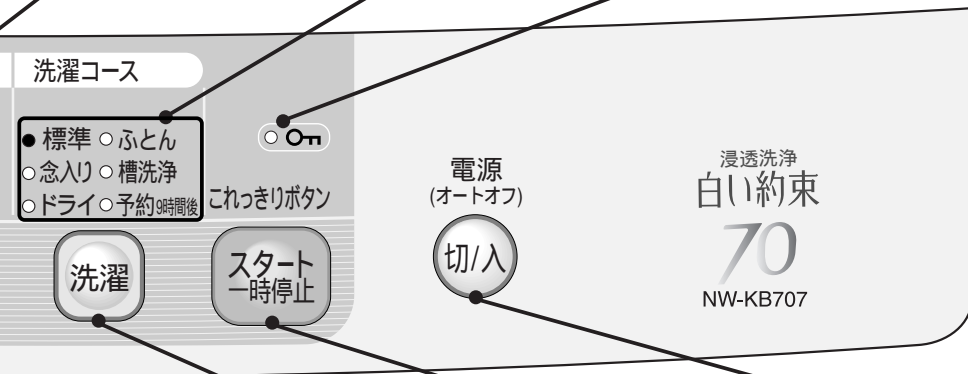 洗濯コース
標準 ふとん
念入り 槽洗浄
ドライ 予約9時間後
これっきりボタン
洗濯
スタート
一時停止
電源
(オートオフ)
切/入
浸透洗浄
白い約束
70
NW-KB707